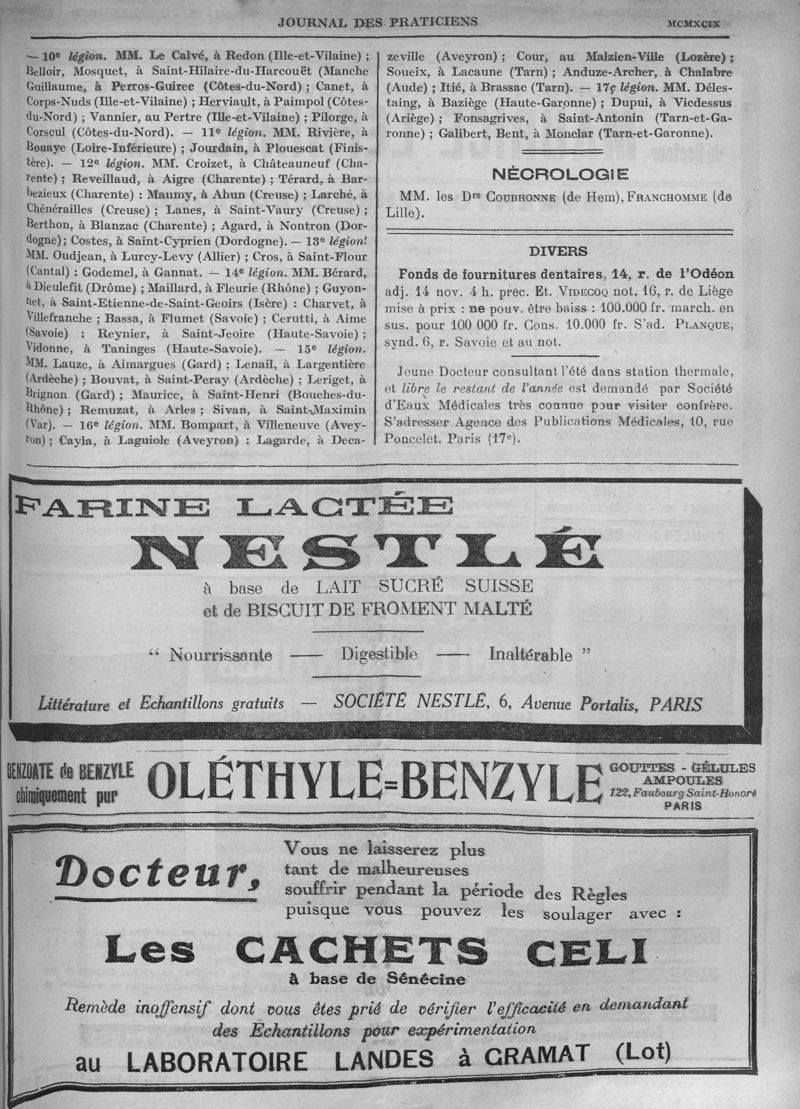 JOURNAL DES PRATICIENS
MCMXCIX
— 10e légion. MM. Le Calvé, à Redon (Ille-et-Vilaine) ;
Belloir, Mosquet, à Saint-Hilaire-du-Harcouët (Manche
Guillaume, à Perros-Guirec (Côtes-du-Nord) ; Canet, à
Corps-Nuds (Ille-et-Vilaine) ; Herviault, à Paimpol (Côtes-
du-Nord) ; Vannier, au Pertre (Ille-et-Vilaine) ; Pilorge, à
Corscul (Côtes-du-Nord). — 11e légion. MM. Rivière, à
Bouaye (Loire-Inférieure) ; Jourdain, à Plouescat (Finis-
tère). — 12e légion. MM. Croizet, à Châteauneuf (Cha-
rente) ; Reveillaud, à Aigre (Charente) ; Térard, à Bar-
bezieux (Charente) : Maumy, à Ahun (Creuse) ; Larché, à
Chénérailles (Creuse) ; Lanes, à Saint-Vaury (Creuse) ;
Berthon, à Blanzac (Charente) ; Agard, à Nontron (Dor-
dogne) ; Costes, à Saint-Cyprien (Dordogne). — 13e légion!
MM. Oudjean, à Lurcy-Levy (Allier) ; Cros, à Saint-Flour
(Cantal) : Godemel, à Gannat. — 14e légion. MM. Bérard,
à Dieulefit (Drôme) ; Maillard, à Fleurie (Rhône) ; Guyon-
net, à Saint-Etienne-de-Saint-Geoirs (Isère) : Charvet, à
Villefranche ; Bassa, à Flumet (Savoie) ; Cerutti, à Aime
(Savoie) : Reynier, à Saint-Jeoire (Haute-Savoie) ;
Vidonne, à Taninges (Haute-Savoie). — 15e légion.
MM. Lauze, à Aimargues (Gard) ; Lenail, à Largentière
(Ardèche) ; Bouvat, à Saint-Peray (Ardèche) ; Leriget, à
Brignon (Gard) ; Maurice, à Saint-Henri (Bouches-du-
Rhône) ; Remuzat, à Arles ; Sivan, à Saint-Maximin
(Var). — 16e légion. MM. Bompart, à Villeneuve (Avey-
ron) ; Cayla, à Laguiole (Aveyron) : Lagarde, à Deca-
zeville (Aveyron) ; Cour, au Malzien-Ville (Lozère) ;
Soueix, à Lacaune (Tarn) ; Anduze-Archer, à Chalabre
(Aude) ; Itié, à Brassac (Tarn). — 17e légion. MM. Déles-
taing, à Baziège (Haute-Garonne) ; Dupui, à Vicdessus
(Ariège) ; Fonsagrives, à Saint-Antonin (Tarn-et-Ga-
ronne) ; Galibert, Bent, à Monclar (Tarn-et-Garonne).
NÉCROLOGIE
MM. les Drs COUBRONNE (de Hem), FRANCHOMME (de
Lille).
DIVERS
Fonds de fournitures dentaires, 14, r. de l'Odéon
adj. 14 nov. 4 h. préc. Et. VIDECOQ not. 16, r. de Liège
mise à prix : ne pouv. être baiss : 100.000 fr. march. en
sus. pour 100 000 fr. Cons. 10.000 fr. S'ad. PLANQUE,
synd. 6, r. Savoie et au not.
Jeune Docteur consultant l'été dans station thermale,
et libre le restant de l'année est demandé par Société
d'Eaux Médicales très connue pour visiter confrère.
S'adresser Agence des Publications Médicales, 10, rue
Poncelet. Paris (17e).
FARINE LACTÉE
NESTLÉ
à base de LAIT SUCRÉ SUISSE
et de BISCUIT DE FROMENT MALTÉ
“ Nourrissante — Digestible — Inaltérable ”
Littérature et Echantillons gratuits — SOCIÉTÉ NESTLÉ, 6, Avenue Portalis, PARIS
BENZOATE de BENZYLE
chimiquement pur
OLÉTHYLE=BENZYLE
GOUTTES - GÉLULES
AMPOULES
122, Faubourg Saint-Honoré
PARIS
Docteur,
Vous ne laisserez plus
tant de malheureuses
souffrir pendant la période des Règles
puisque vous pouvez les soulager avec :
Les CACHETS CELI
à base de Sénécine
Remède inoffensif dont vous êtes prié de vérifier l'efficacité en demandant
des Echantillons pour expérimentation
au LABORATOIRE LANDES à GRAMAT (Lot)